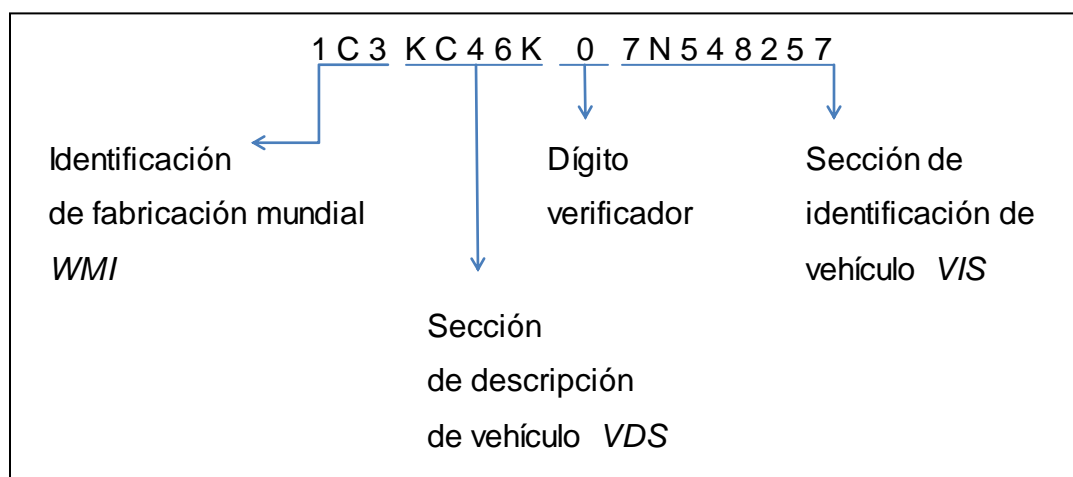 1 C 3 K C 4 6 K 0 7 N 5 4 8 2 5 7
Identificación
de fabricación mundial
WMI
Dígito
verificador
Sección de
identificación de
vehículo VIS
Sección
de descripción
de vehículo VDS